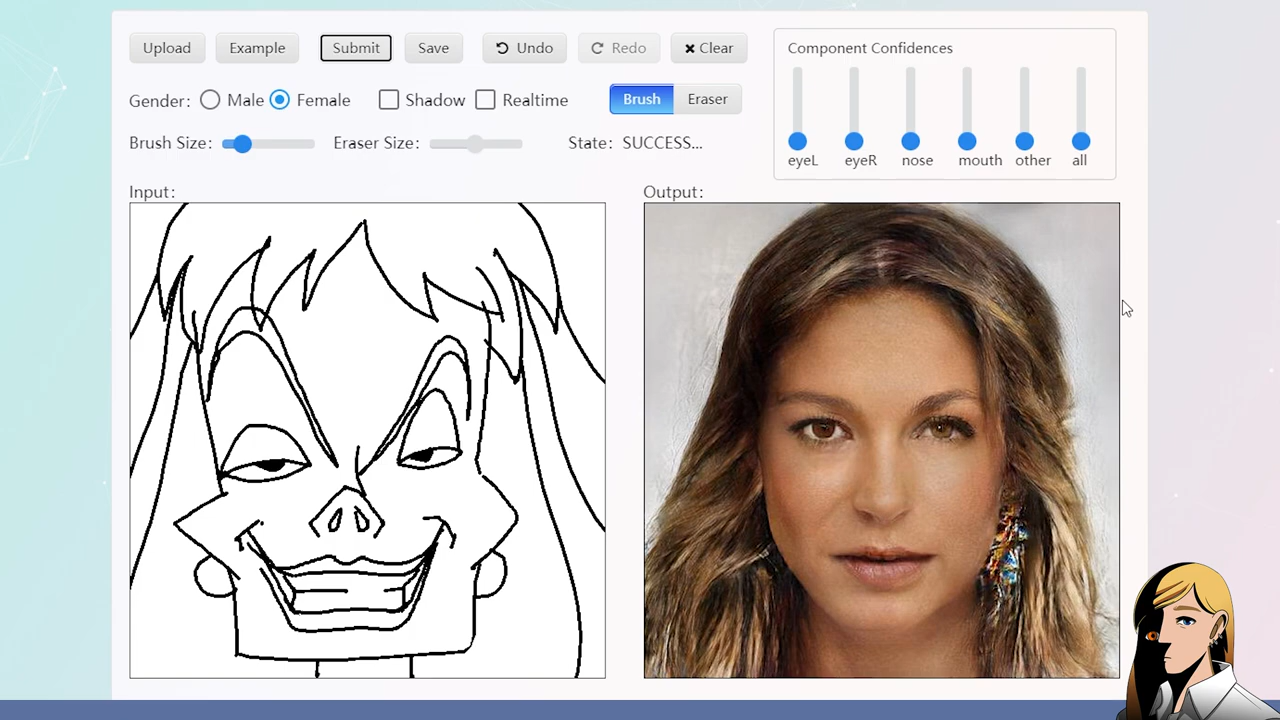 Upload Example Submit Save Undo Redo Clear
Component Confidences
Gender: Male Female Shadow Realtime Brush Eraser
Brush Size: Eraser Size: State: SUCCESS...
eyeL eyeR nose mouth other all
Input: Output: